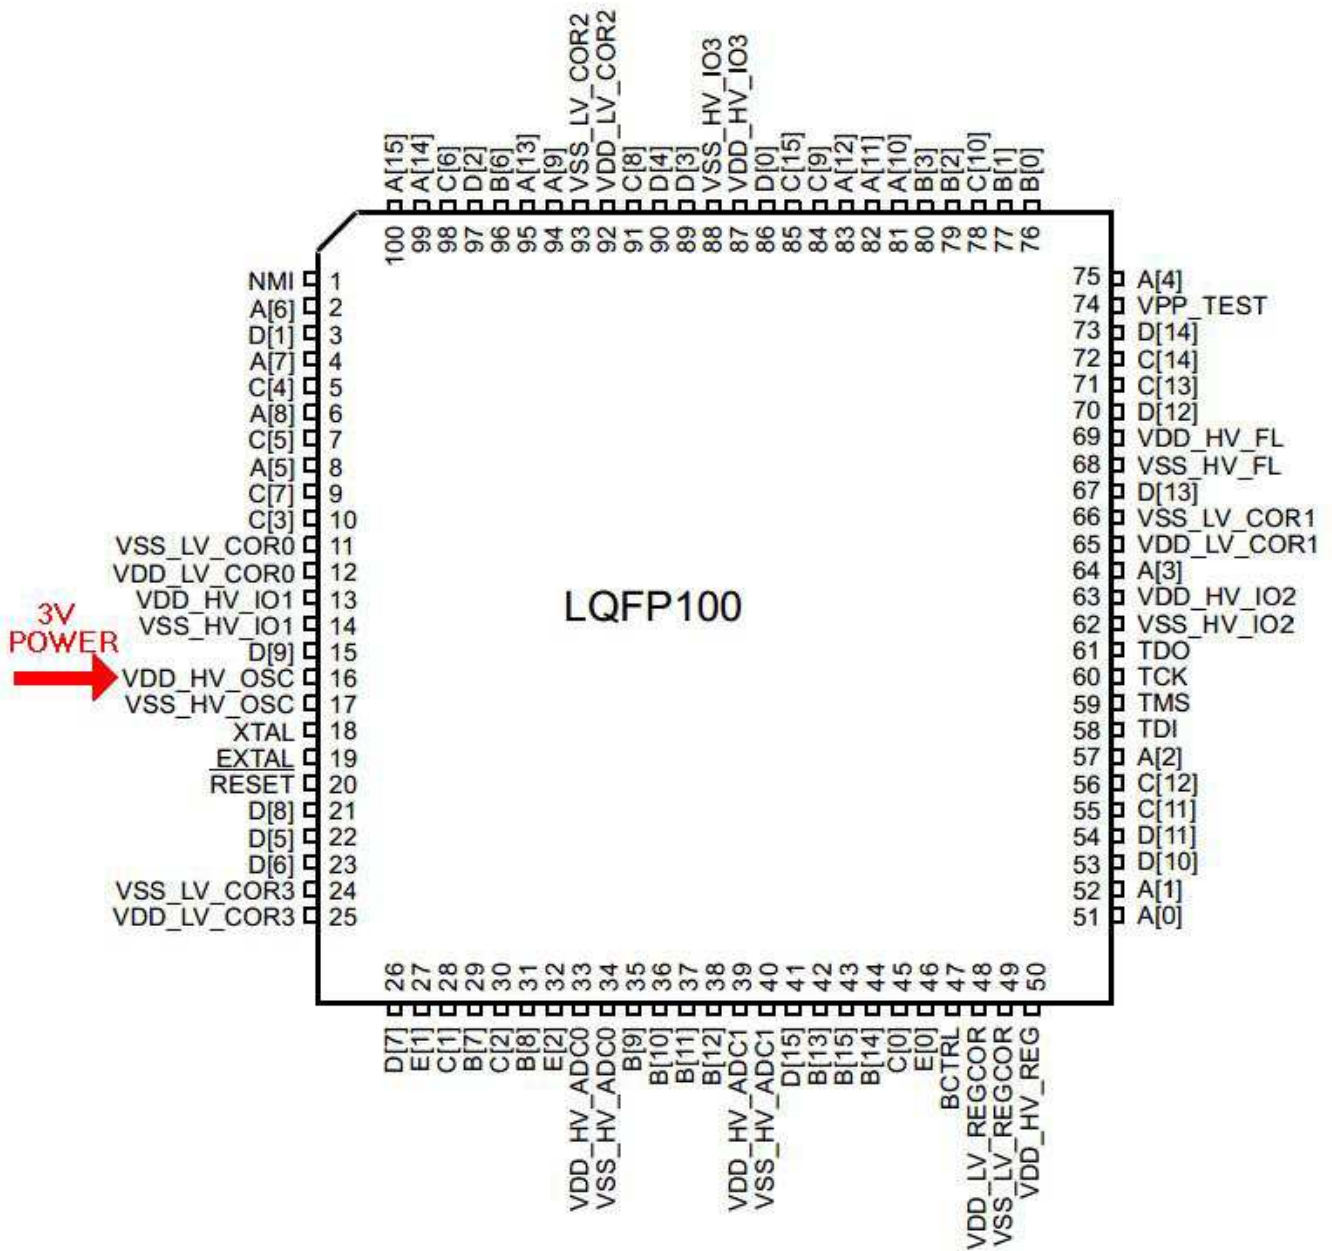 A[15]
A[14]
C[6]
D[2]
B[6]
A[13]
A[9]
VSS_LV_COR2
VDD_LV_COR2
C[8]
D[4]
D[3]
VSS_HV_IO3
VDD_HV_IO3
D[0]
C[15]
C[9]
A[12]
A[11]
A[10]
B[3]
B[2]
C[10]
B[1]
B[0]
100
99
98
97
96
95
94
93
92
91
90
89
88
87
86
85
84
83
82
81
80
79
78
77
76
NMI 1
A[6] 2
D[1] 3
A[7] 4
C[4] 5
A[8] 6
C[5] 7
A[5] 8
C[7] 9
C[3] 10
VSS_LV_COR0 11
VDD_LV_COR0 12
VDD_HV_IO1 13
VSS_HV_IO1 14
D[9] 15
VDD_HV_OSC 16
VSS_HV_OSC 17
XTAL 18
EXTAL 19
RESET 20
D[8] 21
D[5] 22
D[6] 23
VSS_LV_COR3 24
VDD_LV_COR3 25
3V
POWER
LQFP100
75 A[4]
74 VPP_TEST
73 D[14]
72 C[14]
71 C[13]
70 D[12]
69 VDD_HV_FL
68 VSS_HV_FL
67 D[13]
66 VSS_LV_COR1
65 VDD_LV_COR1
64 A[3]
63 VDD_HV_IO2
62 VSS_HV_IO2
61 TDO
60 TCK
59 TMS
58 TDI
57 A[2]
56 C[12]
55 C[11]
54 D[11]
53 D[10]
52 A[1]
51 A[0]
26
27
28
29
30
31
32
33
34
35
36
37
38
39
40
41
42
43
44
45
46
47
48
49
50
D[7]
E[1]
C[1]
B[7]
C[2]
B[8]
E[2]
VDD_HV_ADC0
VSS_HV_ADC0
B[9]
B[10]
B[11]
B[12]
VDD_HV_ADC1
VSS_HV_ADC1
D[15]
B[13]
B[15]
B[14]
C[0]
E[0]
BCTRL
VDD_LV_REGCOR
VSS_LV_REGCOR
VDD_HV_REG